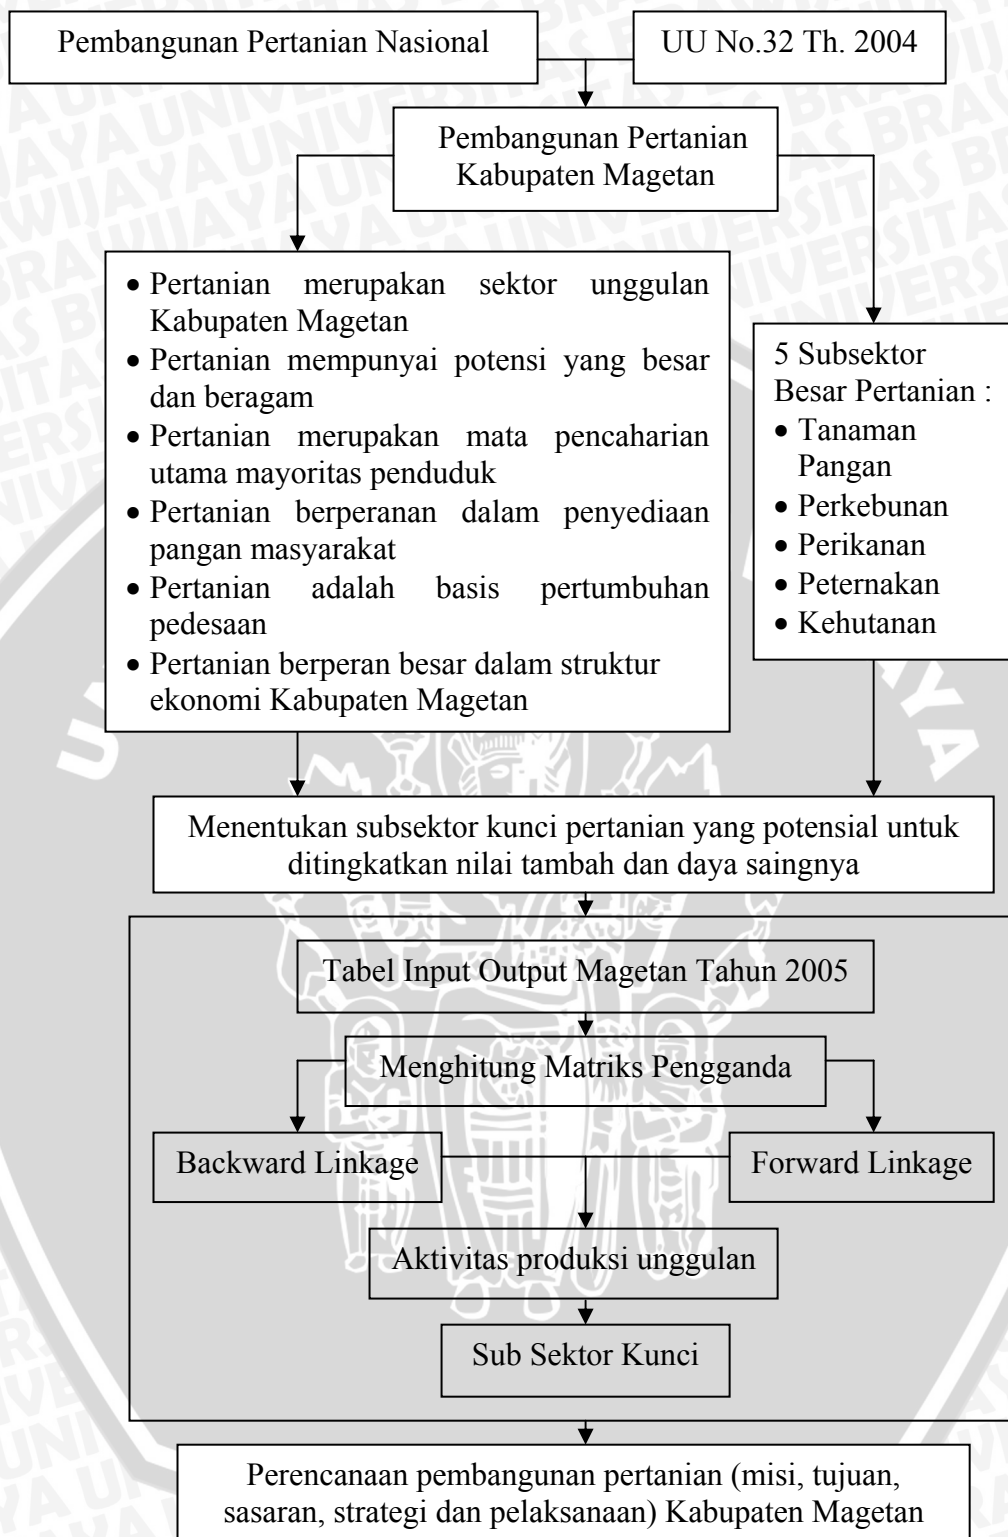 Pembangunan Pertanian Nasional
UU No.32 Th. 2004
Pembangunan Pertanian
Kabupaten Magetan
• Pertanian merupakan sektor unggulan
Kabupaten Magetan
• Pertanian mempunyai potensi yang besar
dan beragam
• Pertanian merupakan mata pencaharian
utama mayoritas penduduk
• Pertanian berperanan dalam penyediaan
pangan masyarakat
• Pertanian adalah basis pertumbuhan
pedesaan
• Pertanian berperan besar dalam struktur
ekonomi Kabupaten Magetan
5 Subsektor
Besar Pertanian :
• Tanaman
Pangan
• Perkebunan
• Perikanan
• Peternakan
• Kehutanan
Menentukan subsektor kunci pertanian yang potensial untuk
ditingkatkan nilai tambah dan daya saingnya
Tabel Input Output Magetan Tahun 2005
Menghitung Matriks Pengganda
Backward Linkage
Forward Linkage
Aktivitas produksi unggulan
Sub Sektor Kunci
Perencanaan pembangunan pertanian (misi, tujuan,
sasaran, strategi dan pelaksanaan) Kabupaten Magetan